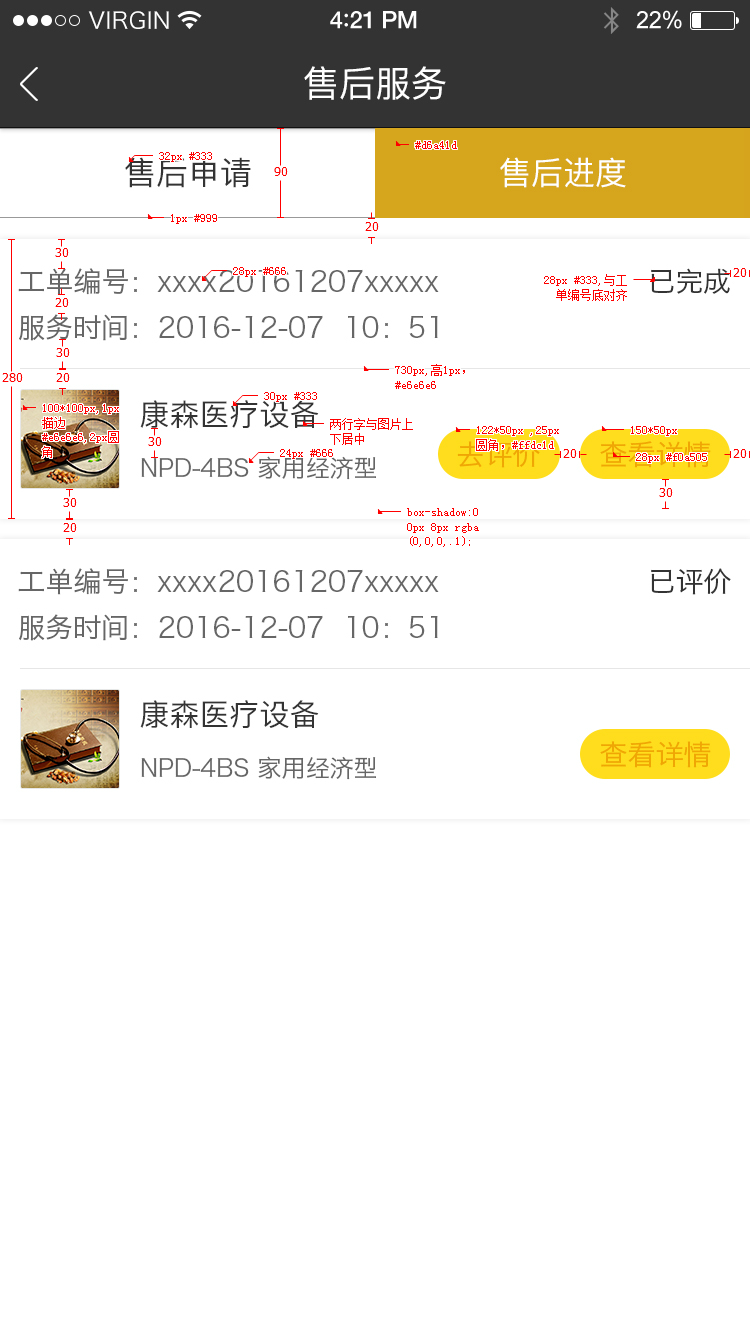 VIRGIN 4:21 PM 22%
售后服务
售后申请 售后进度
32px, #333
#d6a41d
90
1px #999
20
30
工单编号：xxxx20161207xxxxx 已完成
28px #666,
28px #333,与工
单编号底对齐
20
20
服务时间：2016-12-07 10：51
30
280
20
730px,高1px，
#e6e6e6
康森医疗设备
30px #333
100*100px,1px
描边
#e6e6e6,2px圆
角
两行字与图片上
下居中
30
24px #666
NPD-4BS 家用经济型
去评价 查看详情
122*50px ,25px
圆角，#ffdc1d
150*50px
20
28px #f0a505
20
30
30
20
box-shadow:0
0px 8px rgba
(0,0,0,.1);
工单编号：xxxx20161207xxxxx 已评价
服务时间：2016-12-07 10：51
康森医疗设备
NPD-4BS 家用经济型
查看详情